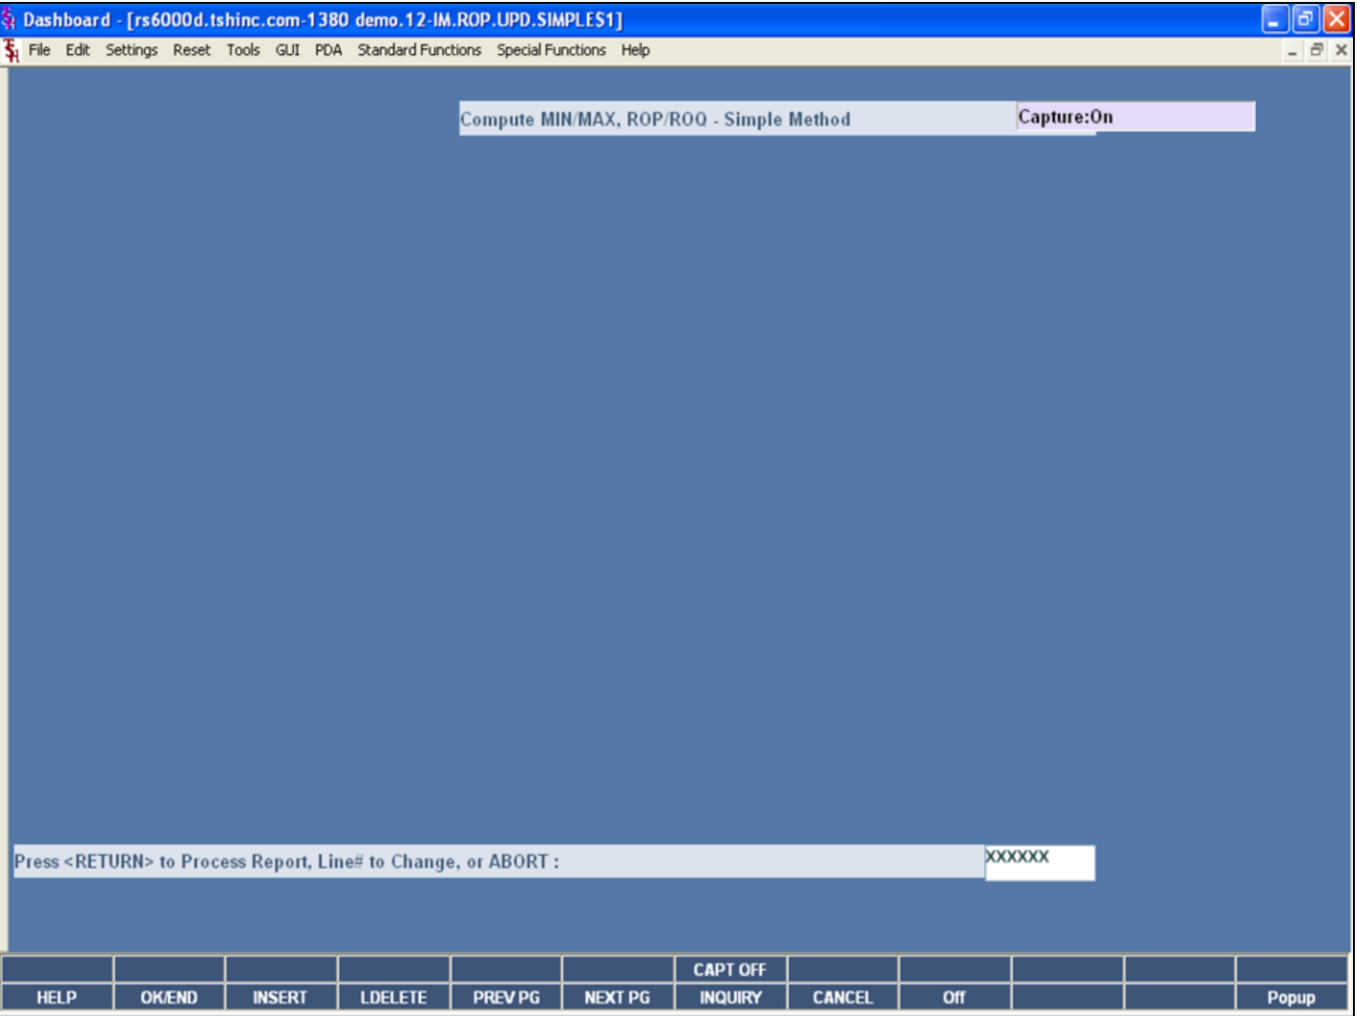 Dashboard - [rs6000d.tshinc.com-1380 demo.12-IM.ROP.UPD.SIMPLE$1]
File Edit Settings Reset Tools GUI PDA Standard Functions Special Functions Help
Compute MIN/MAX, ROP/ROQ - Simple Method Capture:On
Press <RETURN> to Process Report, Line# to Change, or ABORT : XXXXXX
CAPT OFF
HELP OK/END INSERT LDELETE PREV PG NEXT PG INQUIRY CANCEL Off Popup